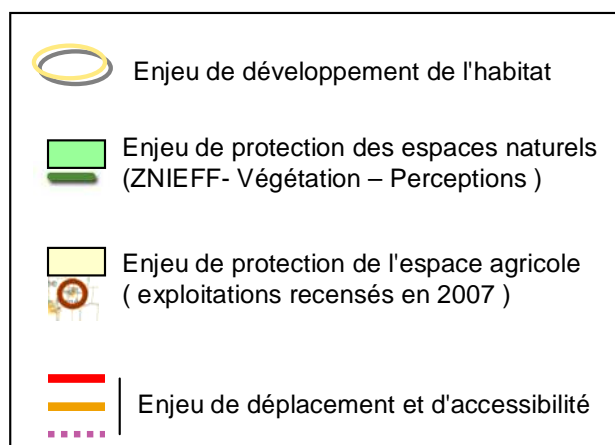 Enjeu de développement de l'habitat
Enjeu de protection des espaces naturels
(ZNIEFF- Végétation – Perceptions )
Enjeu de protection de l'espace agricole
( exploitations recensés en 2007 )
Enjeu de déplacement et d'accessibilité